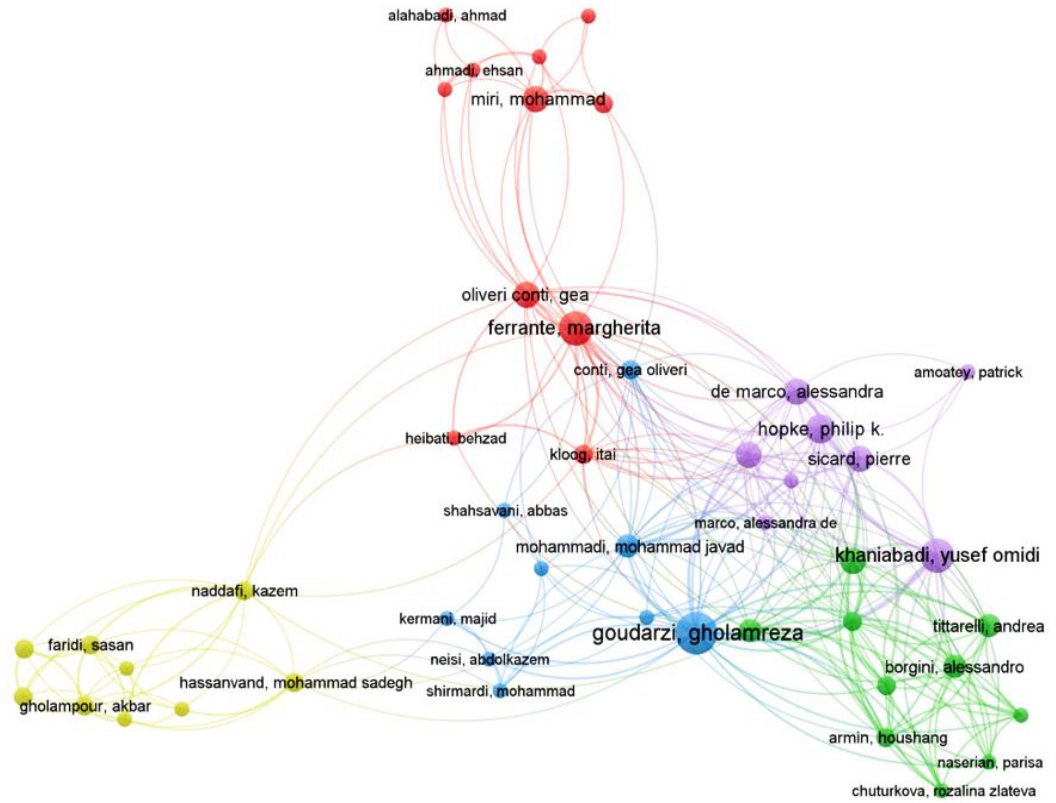 alahabadi, ahmad
ahmadi, ehsan
miri, mohammad
oliveri conti, gea
ferrante, margherita
conti, gea oliveri
amoatey, patrick
de marco, alessandra
hopke, philip k.
heibati, behzad
kloog, itai
sicard, pierre
shahsavani, abbas
marco, alessandra de
mohammadi, mohammad javad
khaniabadi, yusef omidi
naddafi, kazem
kermani, majid
goudarzi, gholamreza
tittarelli, andrea
faridi, sasan
neisi, abdolkazem
borgini, alessandro
hassanvand, mohammad sadegh
shirmardi, mohammad
gholampour, akbar
armin, houshang
naserian, parisa
chuturkova, rozalina zlateva